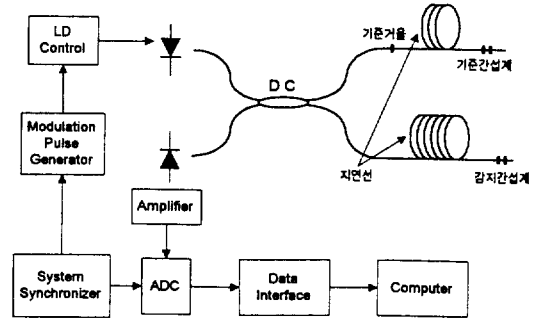 LD
Control
기준거울
기준간섭계
D C
Modulation
Pulse
Generator
지연선
감지간섭계
Amplifier
System
Synchronizer
ADC
Data
Interface
Computer